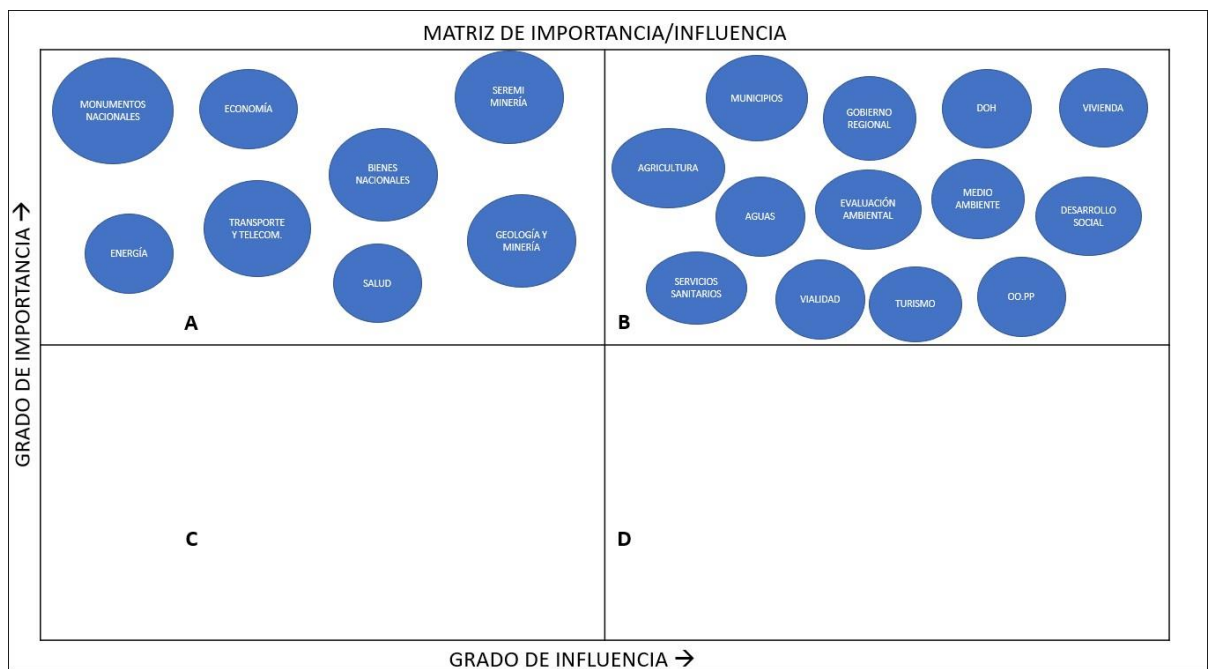 MATRIZ DE IMPORTANCIA/INFLUENCIA
GRADO DE IMPORTANCIA →
MONUMENTOS
NACIONALES
ECONOMÍA
SEREMI
MINERÍA
BIENES
NACIONALES
TRANSPORTE
Y TELECOM.
ENERGÍA
GEOLOGÍA Y
MINERÍA
SALUD
A
MUNICIPIOS
GOBIERNO
REGIONAL
DOH
VIVIENDA
AGRICULTURA
AGUAS
EVALUACIÓN
AMBIENTAL
MEDIO
AMBIENTE
DESARROLLO
SOCIAL
SERVICIOS
SANITARIOS
VIALIDAD
TURISMO
OO.PP
B
C
D
GRADO DE INFLUENCIA →